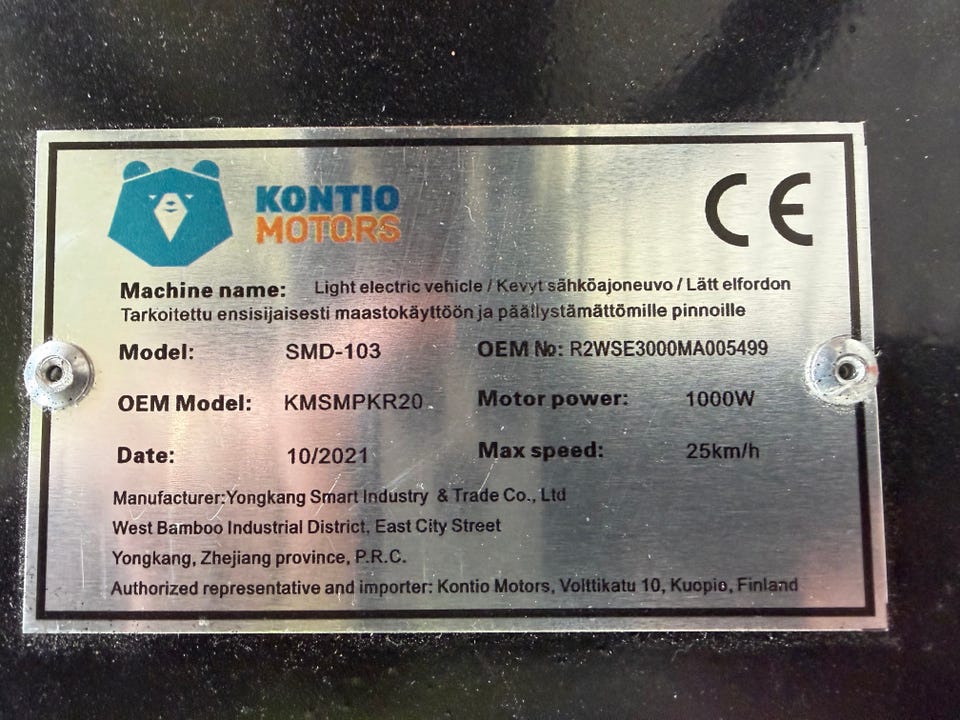 KONTIO
MOTORS
CE
Machine name: Light electric vehicle / Kevyt sähköajoneuvo / Lätt elfordon
Tarkoitettu ensisijaisesti maastokäyttöön ja päällystämättömille pinnoille
Model: SMD-103 OEM №: R2WSE3000MA005499
OEM Model: KMSMPKR20 Motor power: 1000W
Date: 10/2021 Max speed: 25km/h
Manufacturer:Yongkang Smart Industry & Trade Co., Ltd
West Bamboo Industrial District, East City Street
Yongkang, Zhejiang province, P.R.C.
Authorized representative and importer: Kontio Motors, Volttikatu 10, Kuopio, Finland